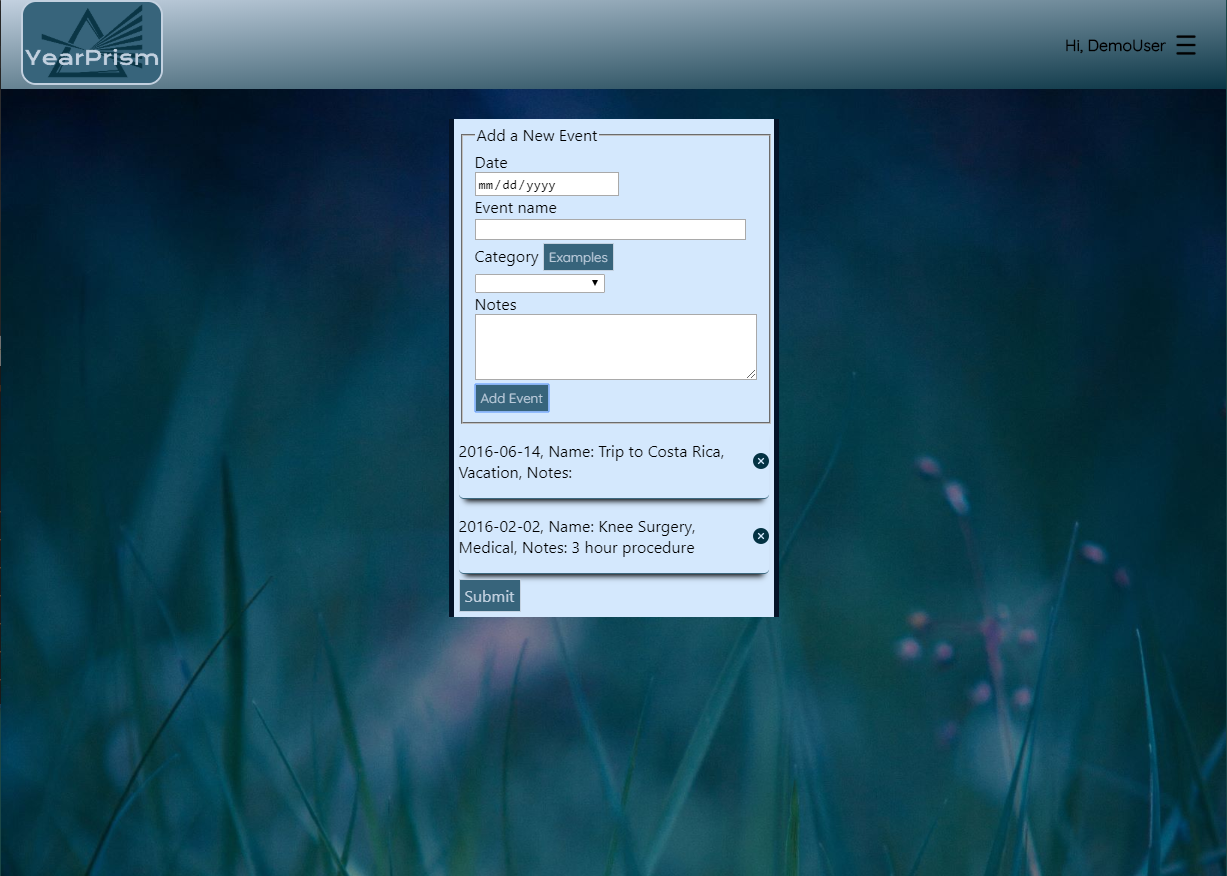 YearPrism
Hi, DemoUser
Add a New Event
Date
mm/dd/yyyy
Event name
Category Examples
Notes
Add Event
2016-06-14, Name: Trip to Costa Rica,
Vacation, Notes:
2016-02-02, Name: Knee Surgery,
Medical, Notes: 3 hour procedure
Submit